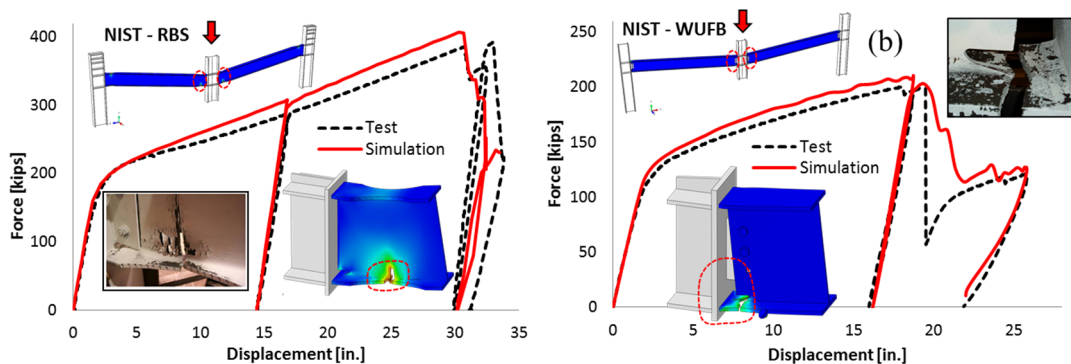 NIST - RBS
Force [kips]
400
300
200
100
0
Test
Simulation
0 5 10 15 20 25 30 35
Displacement [in.]
NIST - WUFB
(b)
Force [kips]
250
200
150
100
50
0
Test
Simulation
0 5 10 15 20 25
Displacement [in.]